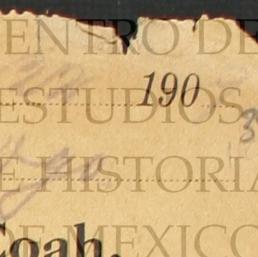 CENTRO DE
ESTUDIOS
190
DE HISTORIA
DE MEXICO
Coah.